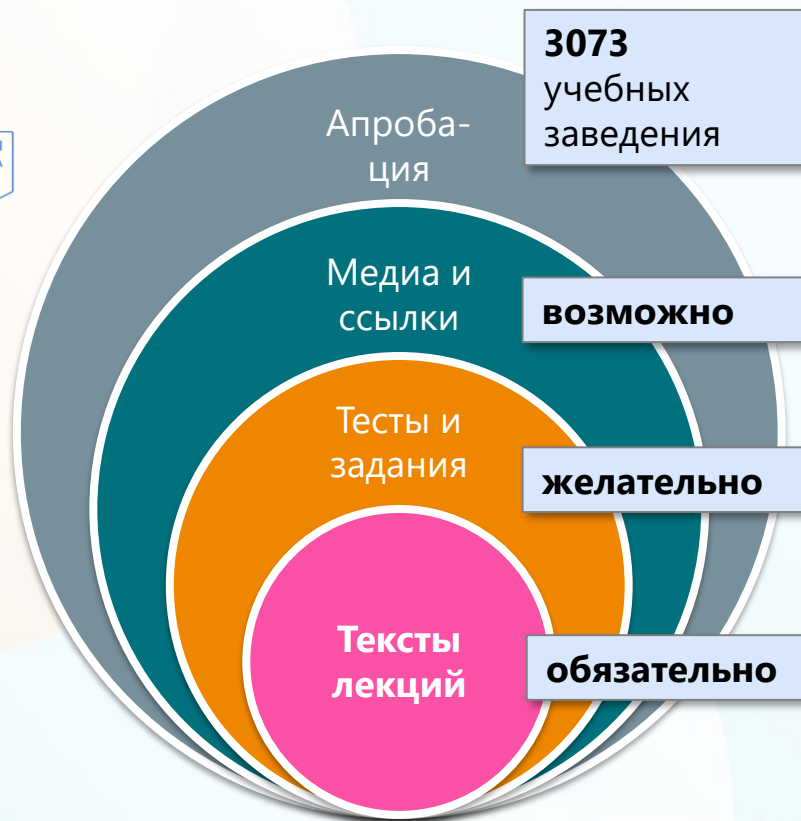 3073
учебных
заведения
Апроба-
ция
Медиа и
ссылки
возможно
Тесты и
задания
желательно
Тексты
лекций
обязательно